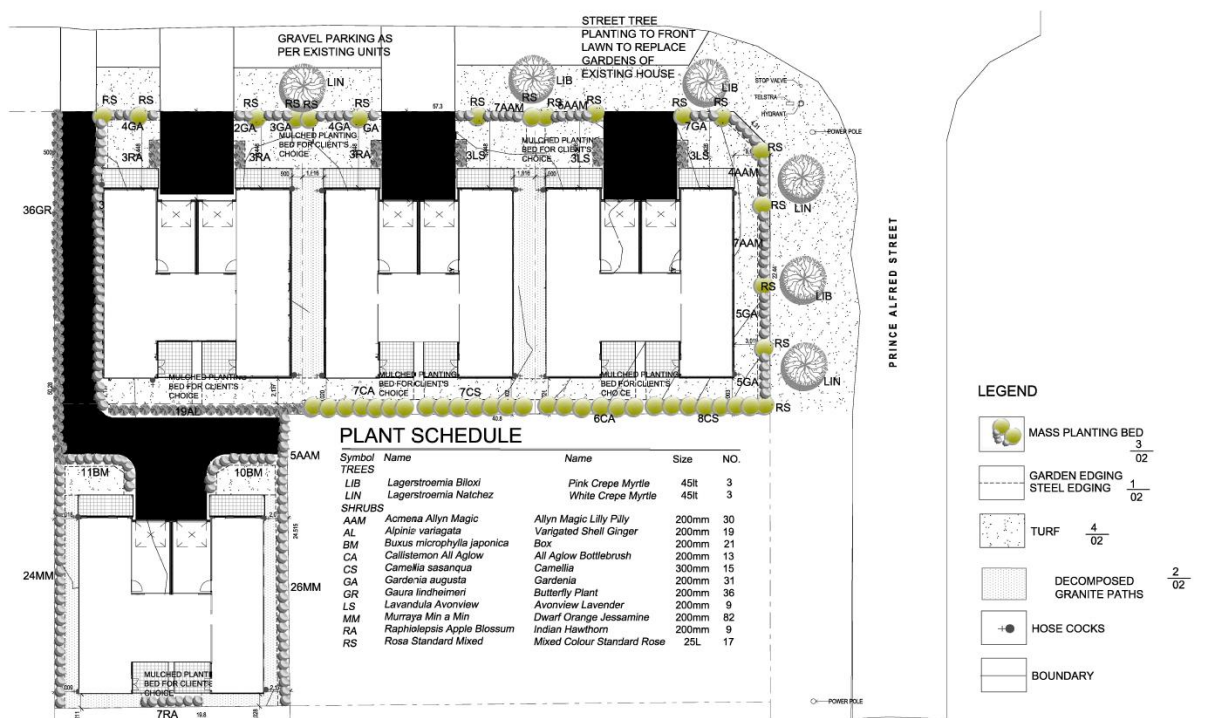 GRAVEL PARKING AS
PER EXISTING UNITS
STREET TREE
PLANTING TO FRONT
LAWN TO REPLACE
GARDENS OF
EXISTING HOUSE
LIN
LIB
LIB
STOP VALVE
TELSTRA
HYDRANT
POWER POLE
RS
RS
RS
RS
RS
RS
RS
RS
RS
RS
57.3
4GA
2GA
3GA
4GA
GA
7AAM
7GA
MULCHED PLANTING
BED FOR CLIENT'S
CHOICE
3RA
3RA
3RA
3LS
3LS
3LS
RS
4AAM
LIN
RS
36GR
7AAM
22.64
RS
LIB
5GA
RS
LIN
5GA
PRINCE ALFRED STREET
MULCHED PLANTING
BED FOR CLIENT'S
CHOICE
MULCHED PLANTING
BED FOR CLIENT'S
CHOICE
MULCHED PLANTING
BED FOR CLIENT'S
CHOICE
7CA
7CS
6CA
8CS
RS
19AL
40.8
5AAM
11BM
10BM
24MM
26MM
24.515
MULCHED PLANT
BED FOR CLIENT'S
CHOICE
7RA
19.8
POWER POLE
PLANT SCHEDULE
Symbol Name Name Size NO.
TREES
LIB Lagerstroemia Biloxi Pink Crepe Myrtle 45lt 3
LIN Lagerstroemia Natchez White Crepe Myrtle 45lt 3
SHRUBS
AAM Acmena Allyn Magic Allyn Magic Lilly Pilly 200mm 30
AL Alpinie variagata Varigated Shell Ginger 200mm 19
BM Buxus microphylla japonica Box 200mm 21
CA Callistemon All Aglow All Aglow Bottlebrush 200mm 13
CS Camellia sasanqua Camellia 300mm 15
GA Gardenia augusta Gardenia 200mm 31
GR Gaura lindheimeri Butterfly Plant 200mm 36
LS Lavandula Avonview Avonview Lavender 200mm 9
MM Murraya Min a Min Dwarf Orange Jessamine 200mm 82
RA Raphiolepsis Apple Blossum Indian Hawthorn 200mm 9
RS Rosa Standard Mixed Mixed Colour Standard Rose 25L 17
LEGEND
MASS PLANTING BED 3
02
GARDEN EDGING
STEEL EDGING 1
02
TURF 4
02
DECOMPOSED
GRANITE PATHS 2
02
HOSE COCKS
BOUNDARY